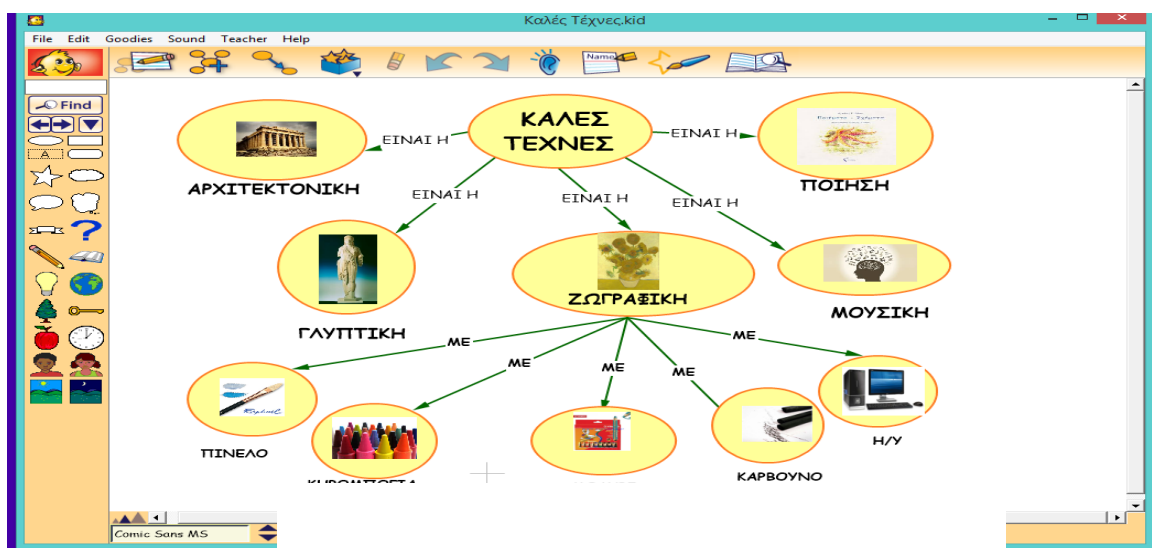 Καλές Τέχνες.kid
File Edit Goodies Sound Teacher Help
Name
Find
A
ΚΑΛΕΣ
ΤΕΧΝΕΣ
ΕΙΝΑΙ Η
ΕΙΝΑΙ Η
ΑΡΧΙΤΕΚΤΟΝΙΚΗ
ΠΟΙΗΣΗ
ΕΙΝΑΙ Η
ΕΙΝΑΙ Η
ΕΙΝΑΙ Η
ΖΩΓΡΑΦΙΚΗ
ΓΛΥΠΤΙΚΗ
ΜΟΥΣΙΚΗ
ΜΕ
ΜΕ
ΜΕ
ΜΕ
ΜΕ
ΠΙΝΕΛΟ
Η/Υ
ΚΑΡΒΟΥΝΟ
Comic Sans MS